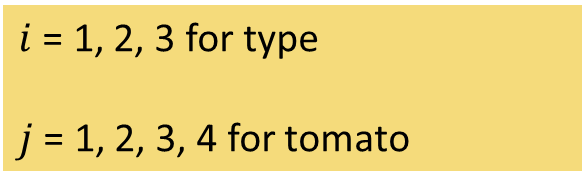 i = 1, 2, 3 for type
j = 1, 2, 3, 4 for tomato